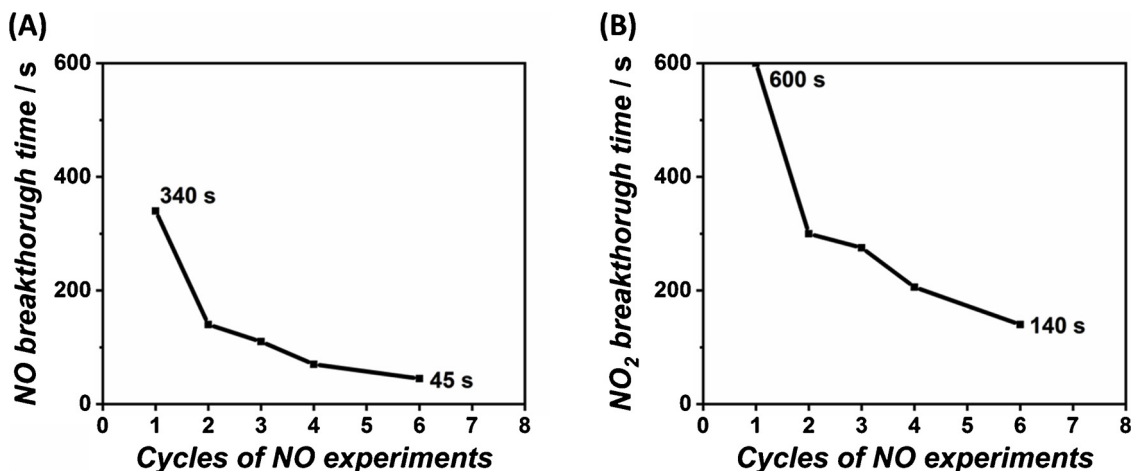 (A)
NO breakthorugh time / s
600
400
200
0
340 s
45 s
0 1 2 3 4 5 6 7 8
Cycles of NO experiments
(B)
NO2 breakthorugh time / s
600
400
200
0
600 s
140 s
0 1 2 3 4 5 6 7 8
Cycles of NO experiments